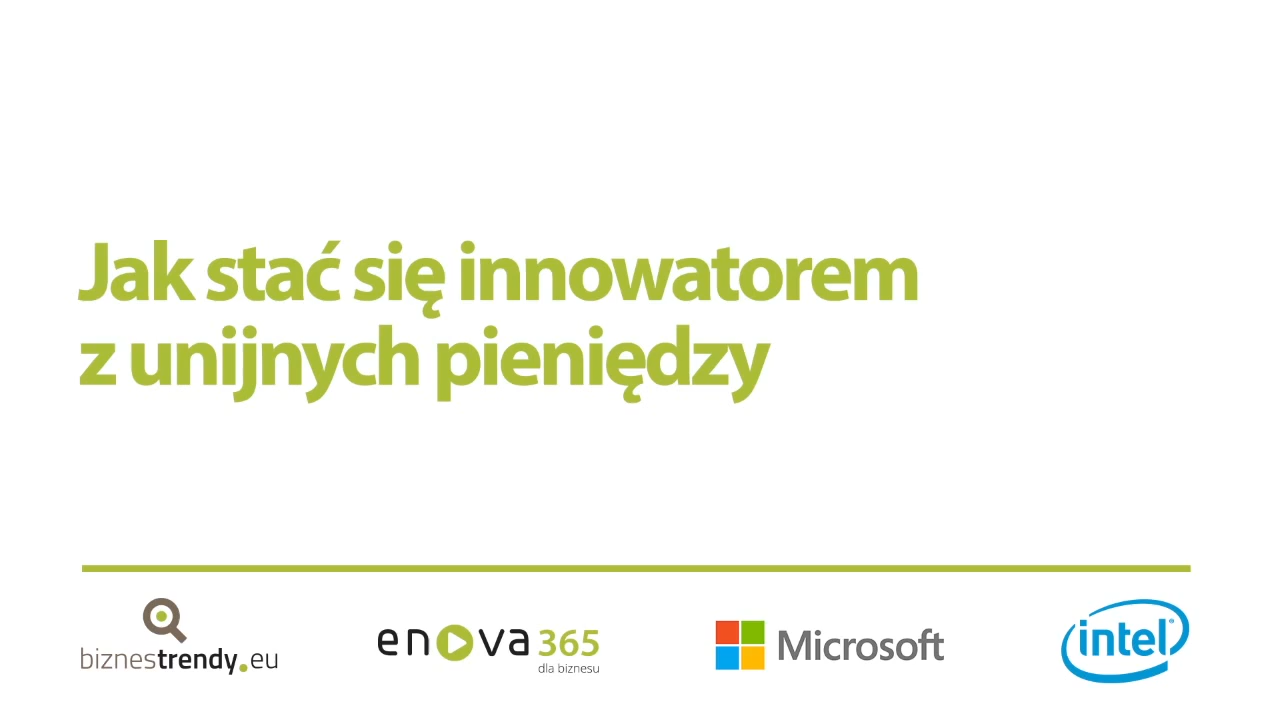 Jak stać się innowatorem
z unijnych pieniędzy
biznestrendy.eu
enova 365
dla biznesu
Microsoft
intel